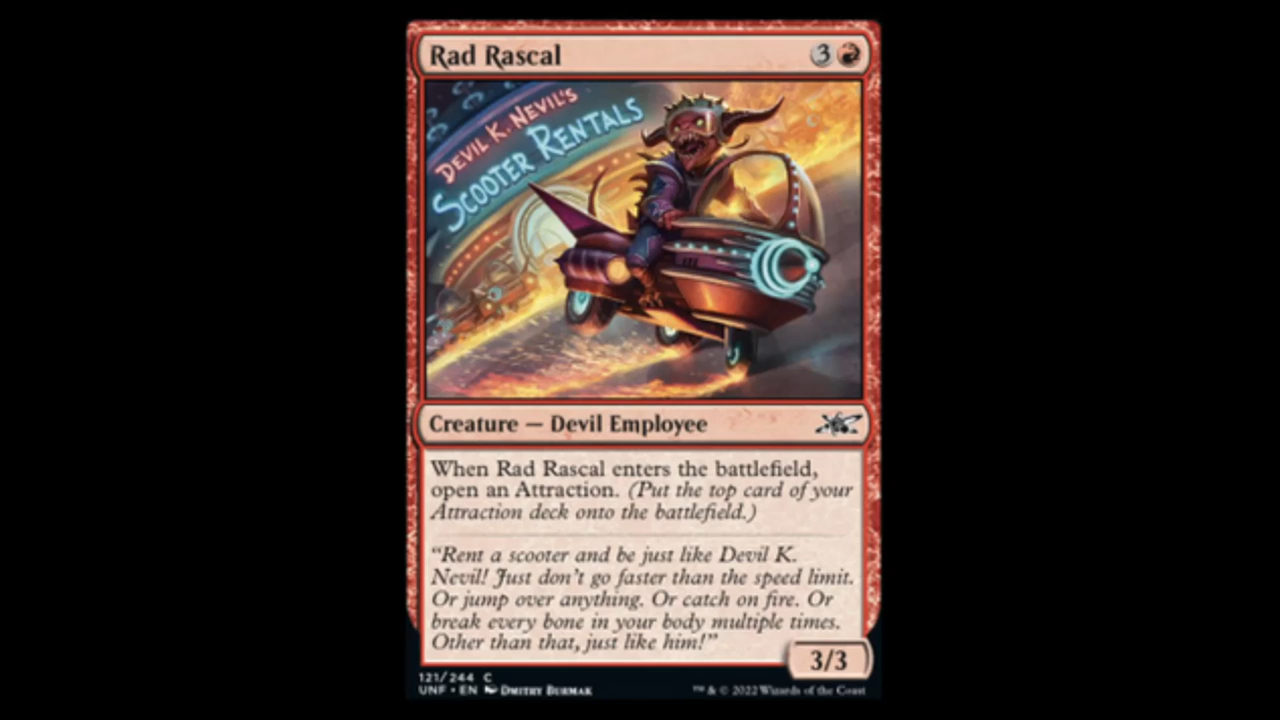 Rad Rascal 3
DEVIL K. NEVIL'S
SCOOTER RENTALS
Creature — Devil Employee
When Rad Rascal enters the battlefield,
open an Attraction. (Put the top card of your
Attraction deck onto the battlefield.)
“Rent a scooter and be just like Devil K.
Nevil! Just don’t go faster than the speed limit.
Or jump over anything. Or catch on fire. Or
break every bone in your body multiple times.
Other than that, just like him!”
3/3
121/244 C
UNF • EN Dmitry Burmak
™ & © 2022 Wizards of the Coast